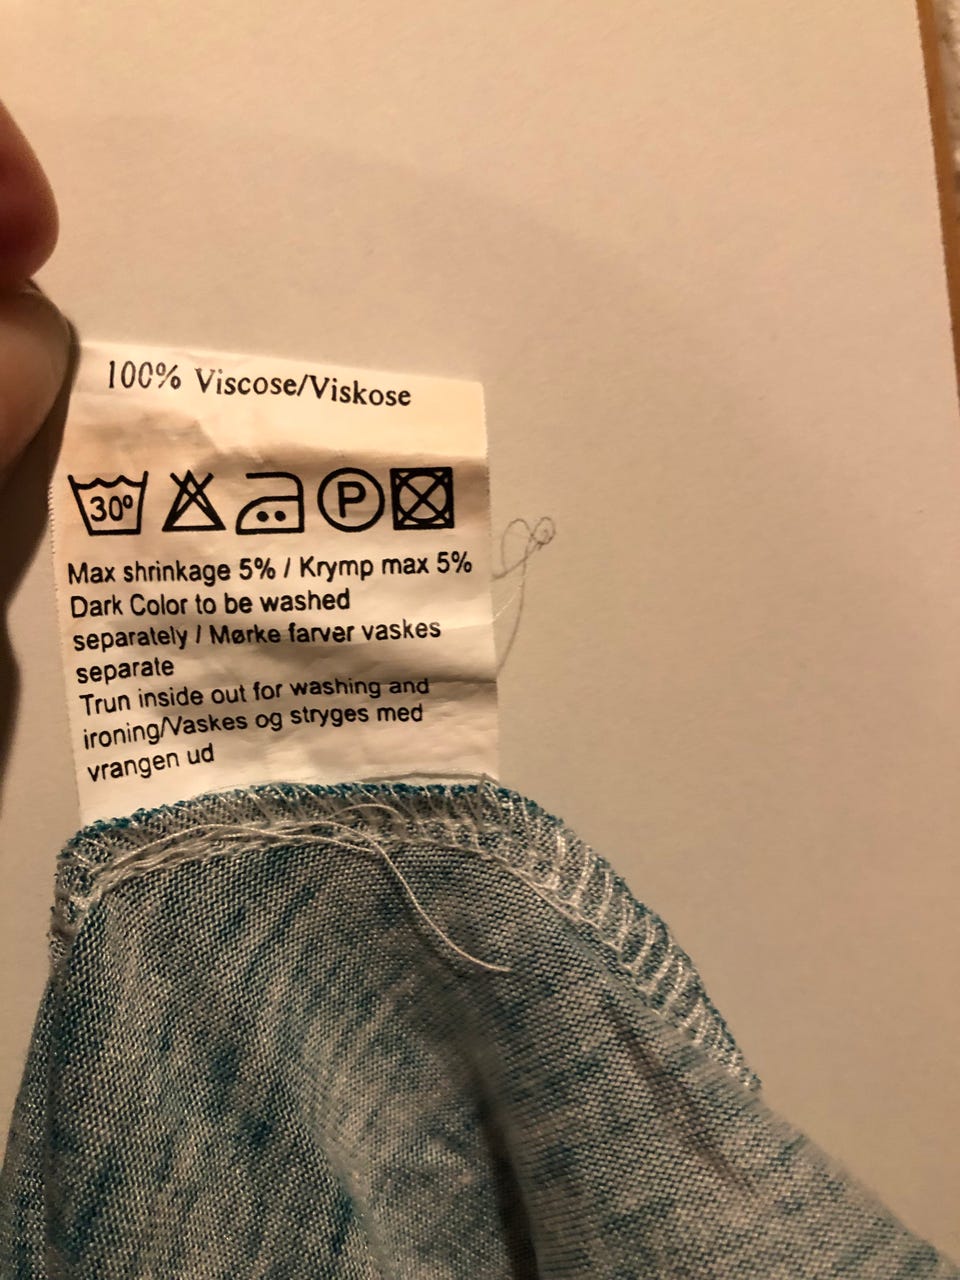 100% Viscose/Viskose
30° P
Max shrinkage 5% / Krymp max 5%
Dark Color to be washed
separately / Mørke farver vaskes
separate
Trun inside out for washing and
ironing/Vaskes og stryges med
vrangen ud